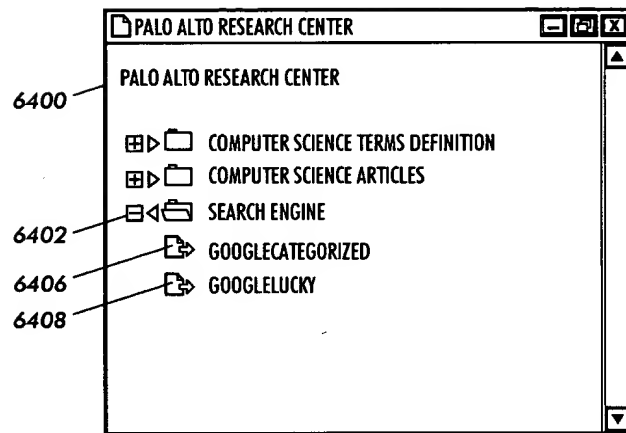 PALO ALTO RESEARCH CENTER
PALO ALTO RESEARCH CENTER
6400
COMPUTER SCIENCE TERMS DEFINITION
COMPUTER SCIENCE ARTICLES
SEARCH ENGINE
6402
GOOGLECATEGORIZED
6406
GOOGLELUCKY
6408